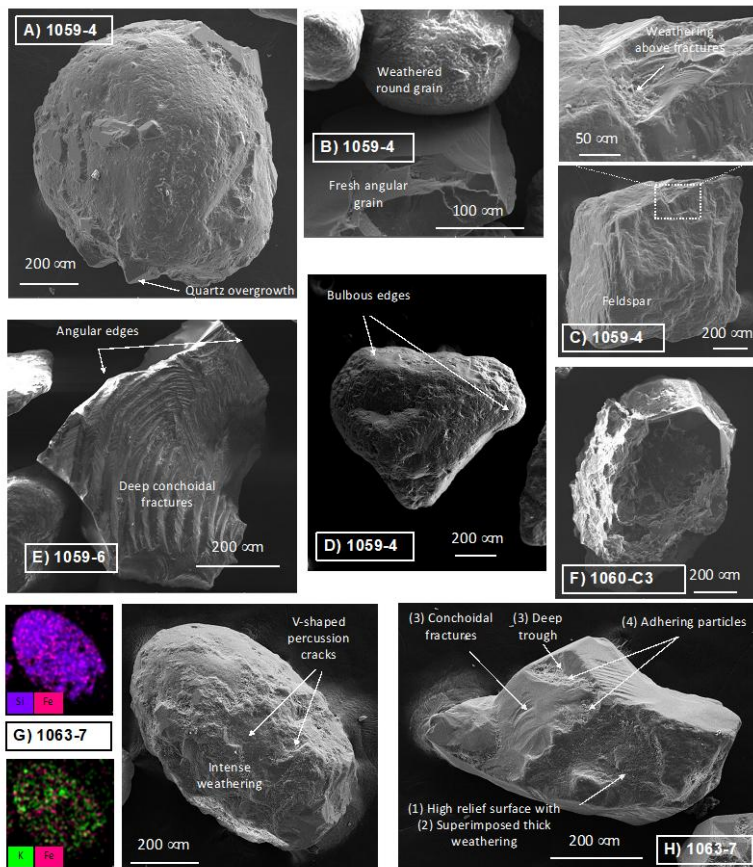 A) 1059-4
200 ∝m
Quartz overgrowth
Weathered
round grain
B) 1059-4
Fresh angular
grain
100 ∝m
Weathering
above fractures
50 ∝m
Feldspar
C) 1059-4
200 ∝m
Angular edges
Deep conchoidal
fractures
E) 1059-6
200 ∝m
Bulbous edges
D) 1059-4
200 ∝m
F) 1060-C3
200 ∝m
Si
Fe
G) 1063-7
K
Fe
V-shaped
percussion
cracks
Intense
weathering
200 ∝m
(3) Conchoidal
fractures
(3) Deep
trough
(4) Adhering particles
(1) High relief surface with
(2) Superimposed thick
weathering
200 ∝m
H) 1063-7